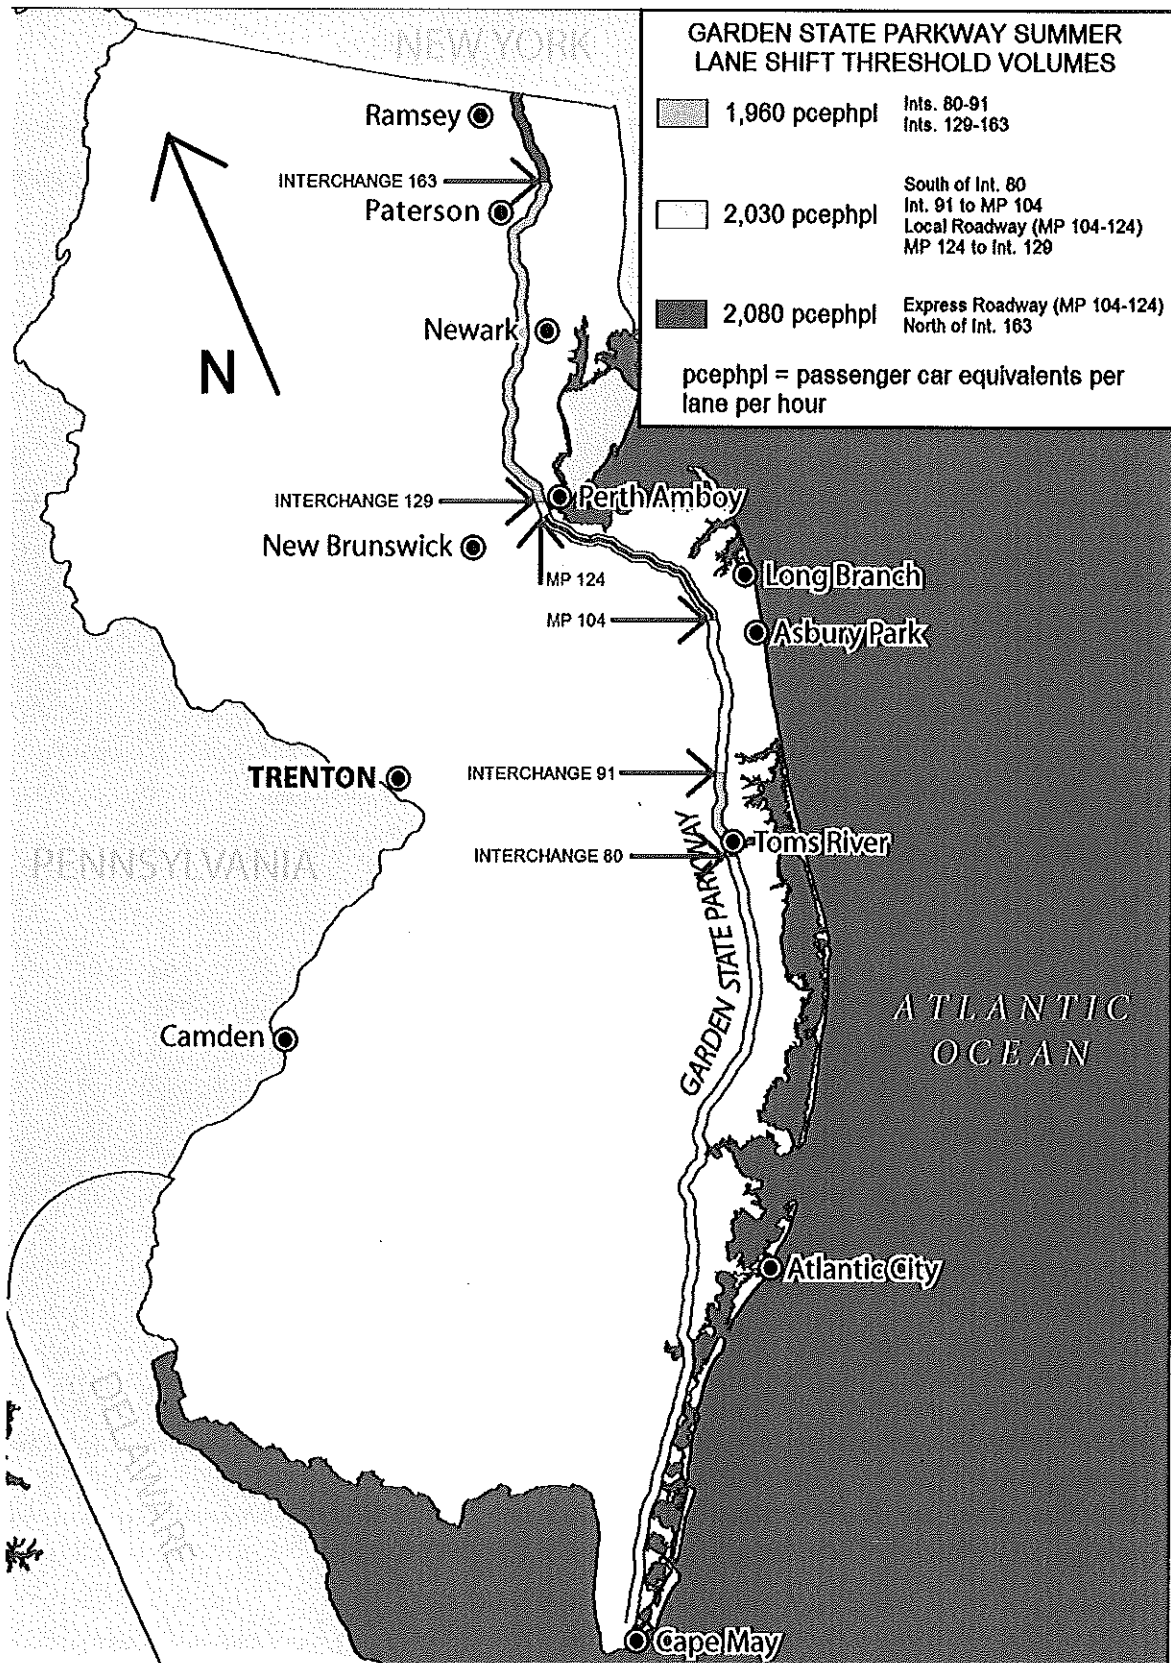 NEW YORK
GARDEN STATE PARKWAY SUMMER
LANE SHIFT THRESHOLD VOLUMES
1,960 pcephpl
Ints. 80-91
Ints. 129-163
2,030 pcephpl
South of Int. 80
Int. 91 to MP 104
Local Roadway (MP 104-124)
MP 124 to Int. 129
2,080 pcephpl
Express Roadway (MP 104-124)
North of Int. 163
pcephpl = passenger car equivalents per
lane per hour
Ramsey
INTERCHANGE 163
Paterson
N
Newark
INTERCHANGE 129
Perth Amboy
New Brunswick
MP 124
Long Branch
MP 104
Asbury Park
TRENTON
INTERCHANGE 91
PENNSYLVANIA
INTERCHANGE 80
Toms River
GARDEN STATE PARKWAY
ATLANTIC
OCEAN
Camden
Atlantic City
DELAWARE
Cape May